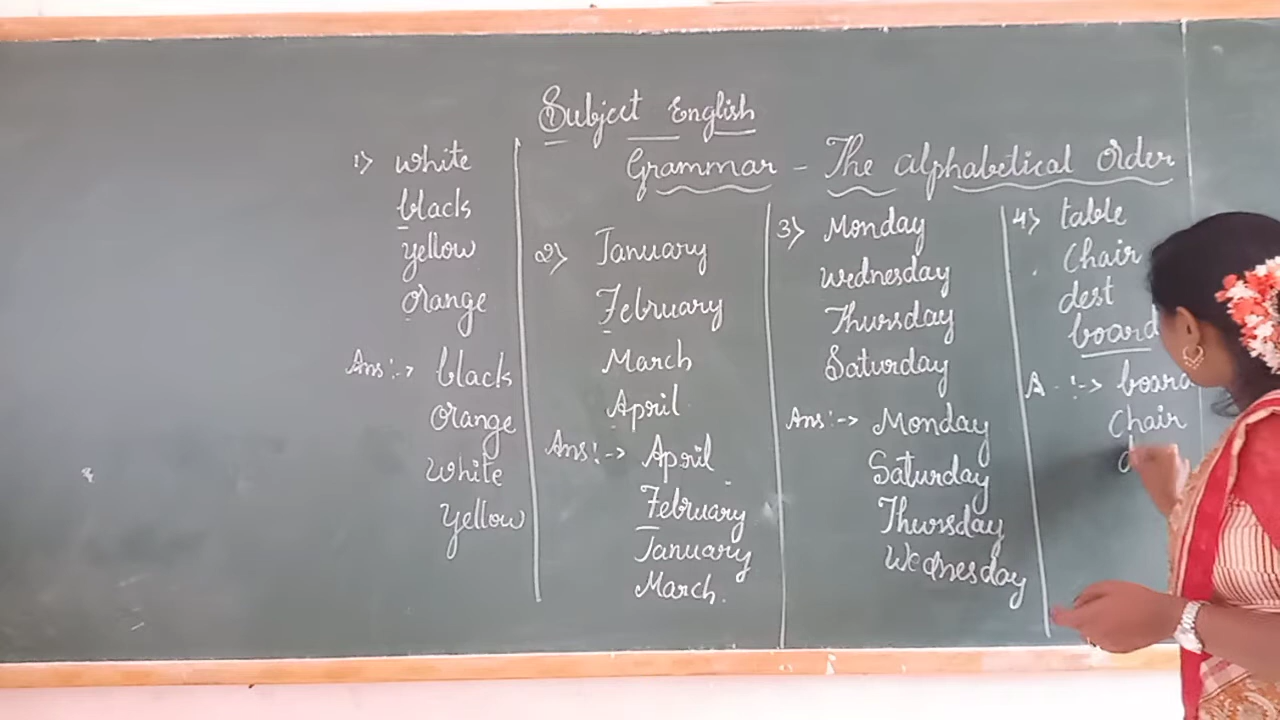 Subject English
Grammar - The alphabetical order
1) white
black
yellow
orange
Ans:-> black
orange
white
yellow
2) January
February
March
April
Ans:-> April
February
January
March.
3) Monday
Wednesday
Thursday
Saturday
Ans:-> Monday
Saturday
Thursday
Wednesday
4) table
Chair
dest
board
A-:-> board
Chair
d